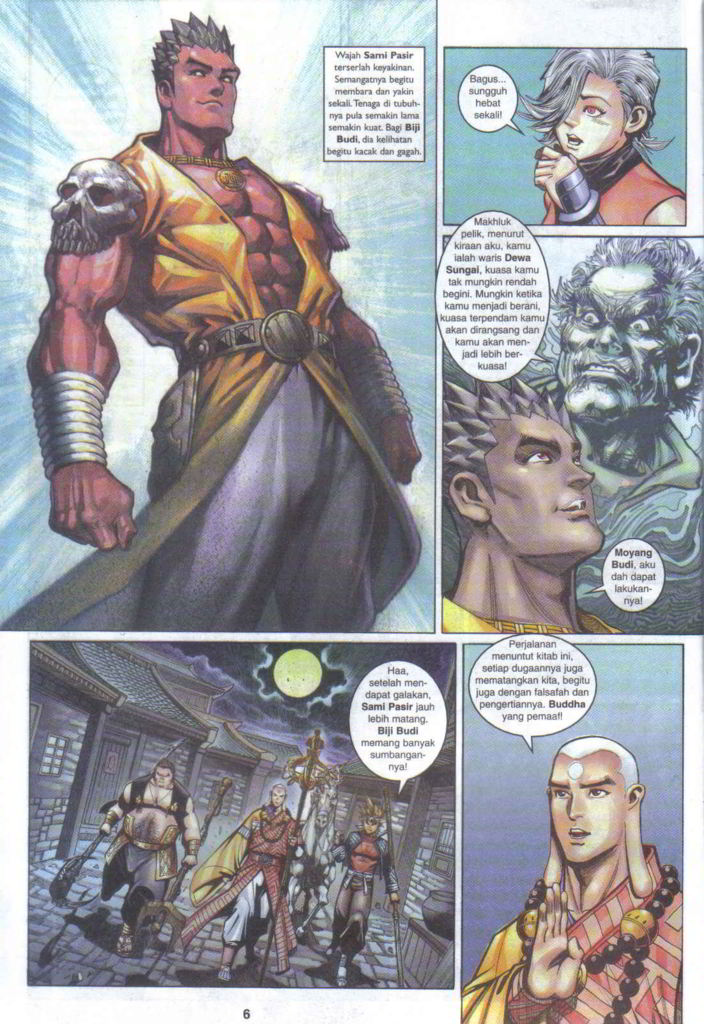 Wajah Sami Pasir
terserlah keyakinan.
Semangatnya begitu
membara dan yakin
sekali. Tenaga di tubuh-
nya pula semakin lama
semakin kuat. Bagi Biji
Budi, dia kelihatan
begitu kacak dan gagah.
Bagus...
sungguh
hebat
sekali!
Makhluk
pelik, menurut
kiraan aku, kamu
ialah waris Dewa
Sungai, kuasa kamu
tak mungkin rendah
begini. Mungkin ketika
kamu menjadi berani,
kuasa terpendam kamu
akan dirangsang dan
kamu akan men-
jadi lebih ber-
kuasa!
Moyang
Budi, aku
dah dapat
lakukan-
nya!
Haa,
setelah men-
dapat galakan,
Sami Pasir jauh
lebih matang.
Biji Budi
memang banyak
sumbangan-
nya!
Perjalanan
menuntut kitab ini,
setiap dugaannya juga
mematangkan kita, begitu
juga dengan falsafah dan
pengertiannya. Buddha
yang pemaaf!
6